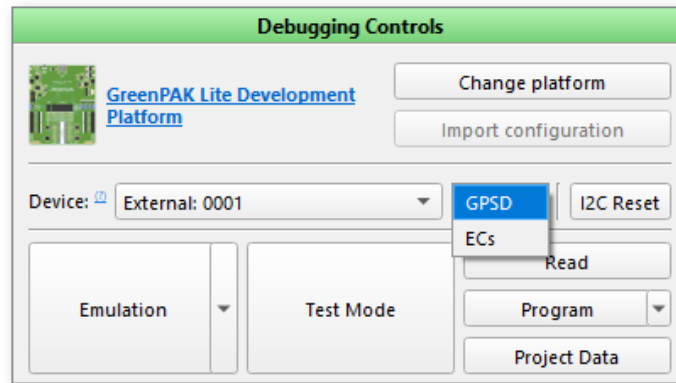 Debugging Controls
GreenPAK Lite Development
Platform
Change platform
Import configuration
Device: [?] External: 0001 GPSD I2C Reset
ECs
Read
Emulation Test Mode Program
Project Data